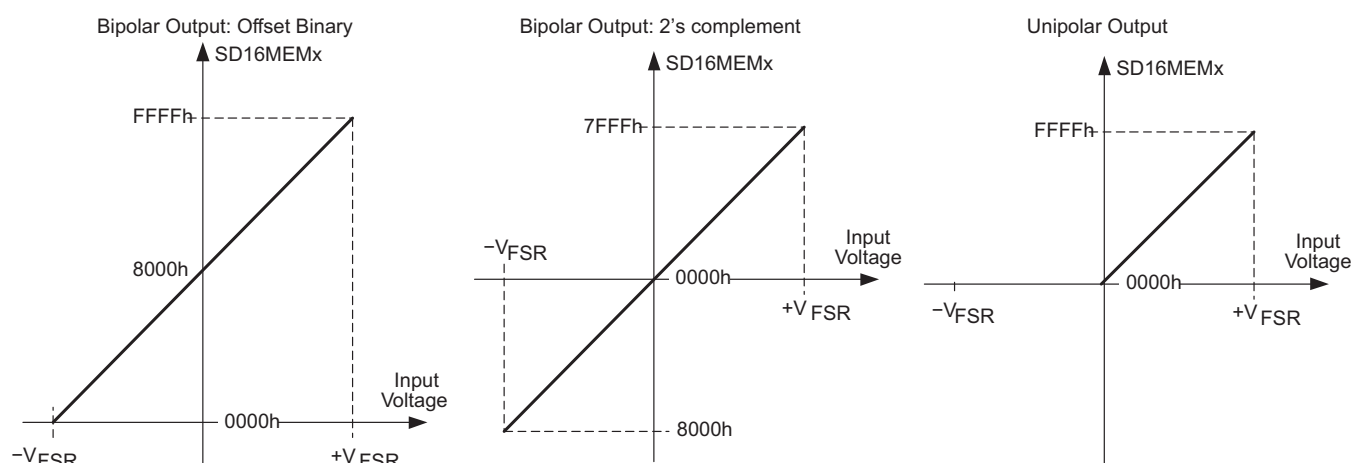 Bipolar Output: Offset Binary
SD16MEMx
FFFFh
8000h
0000h
Input
Voltage
−VFSR
+VFSR
Bipolar Output: 2's complement
SD16MEMx
7FFFh
−VFSR
0000h
Input
Voltage
+VFSR
8000h
Unipolar Output
SD16MEMx
FFFFh
Input
Voltage
0000h
−VFSR
+VFSR